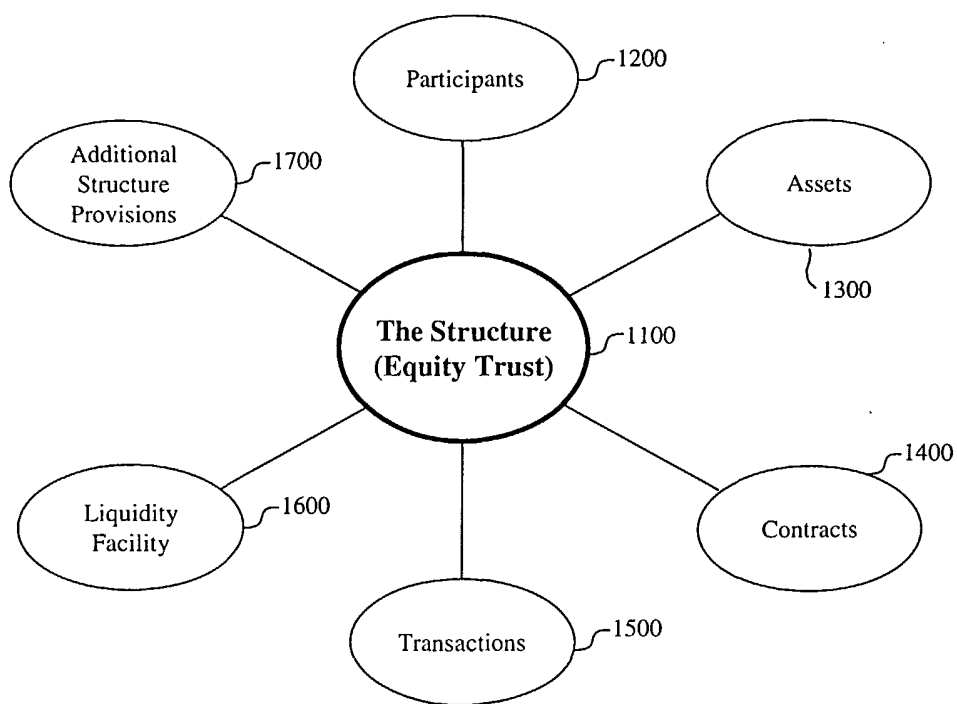 Participants
1200
Additional
Structure
Provisions
1700
Assets
1300
The Structure
(Equity Trust)
1100
Liquidity
Facility
1600
Contracts
1400
Transactions
1500